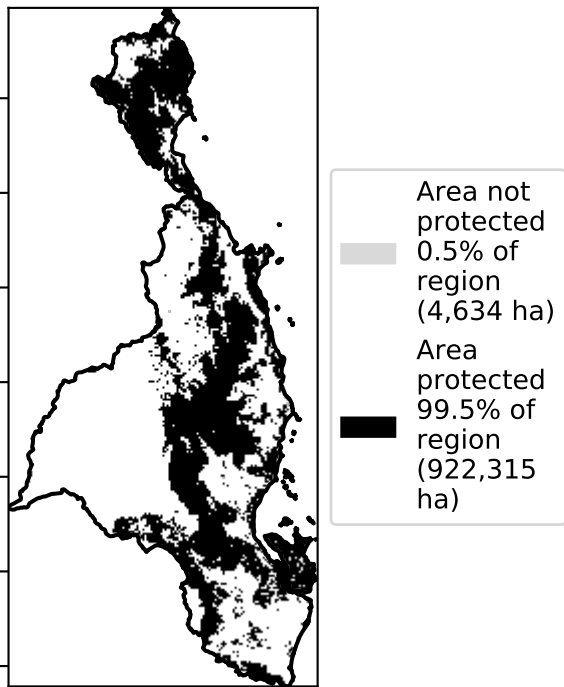 Area not
protected
0.5% of
region
(4,634 ha)
Area
protected
99.5% of
region
(922,315
ha)